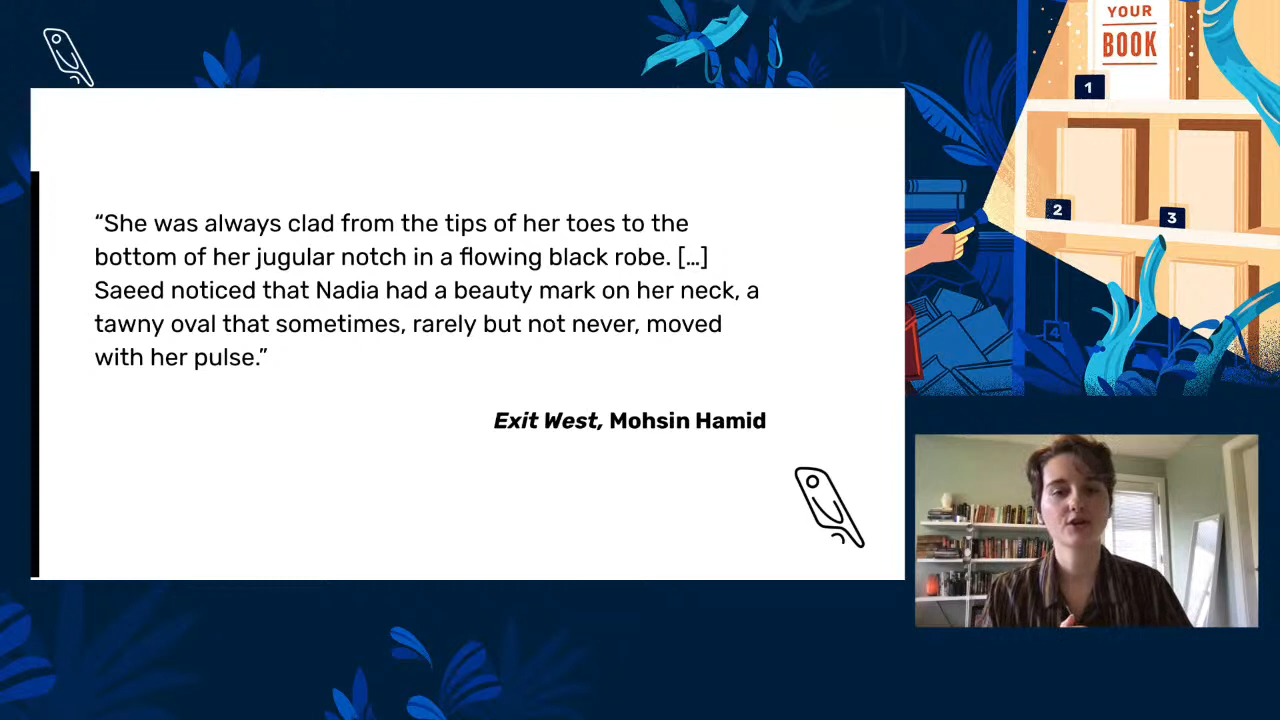 “She was always clad from the tips of her toes to the
bottom of her jugular notch in a flowing black robe. […]
Saeed noticed that Nadia had a beauty mark on her neck, a
tawny oval that sometimes, rarely but not never, moved
with her pulse.”
Exit West, Mohsin Hamid
YOUR
BOOK
1
2
3
4